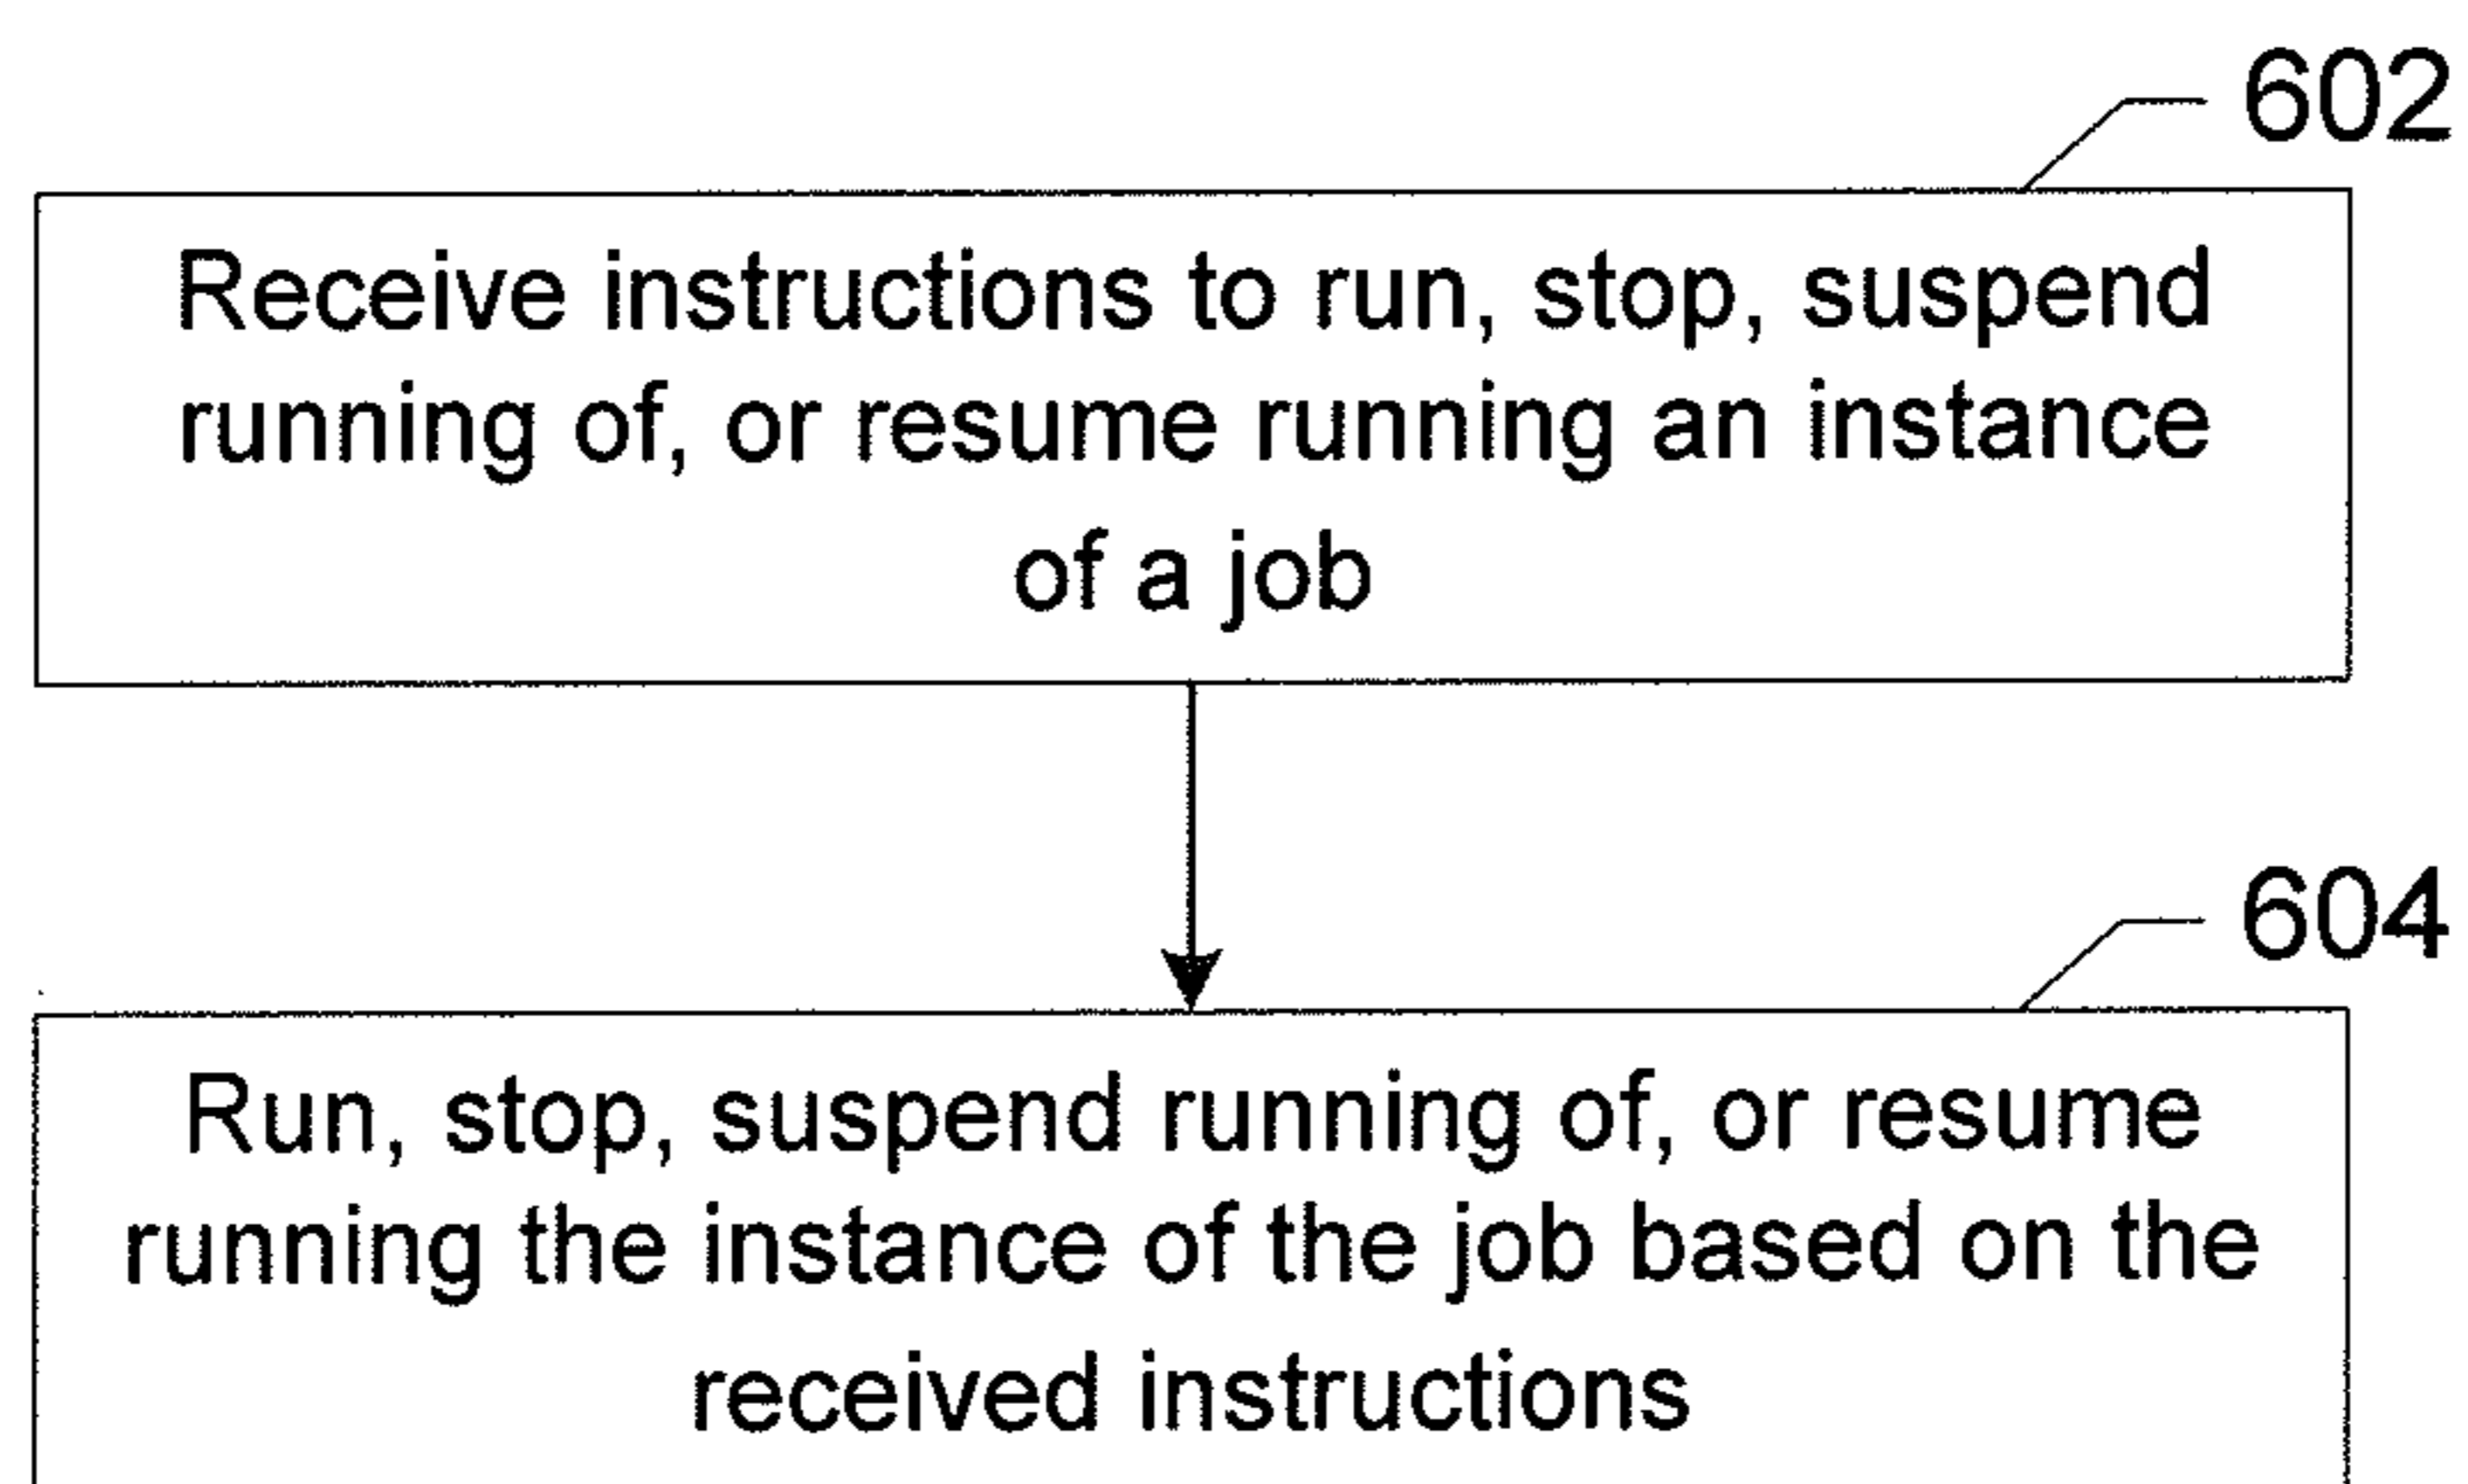 602
Receive instructions to run, stop, suspend
running of, or resume running an instance
of a job
604
Run, stop, suspend running of, or resume
running the instance of the job based on the
received instructions